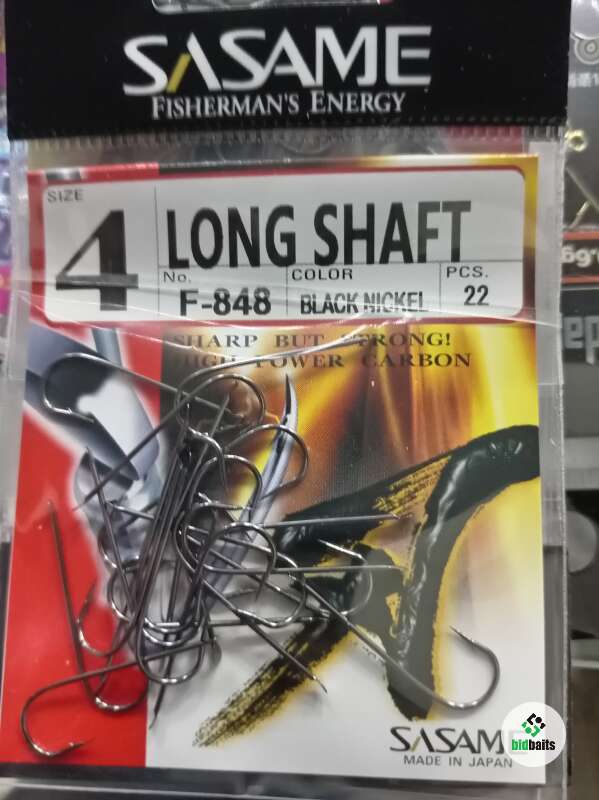 SASAME
FISHERMAN'S ENERGY
SIZE
4
LONG SHAFT
No.
F-848
COLOR
BLACK NICKEL
PCS.
22
SHARP BUT STRONG!
HIGH POWER CARBON
SASAME
MADE IN JAPAN
bidbaits